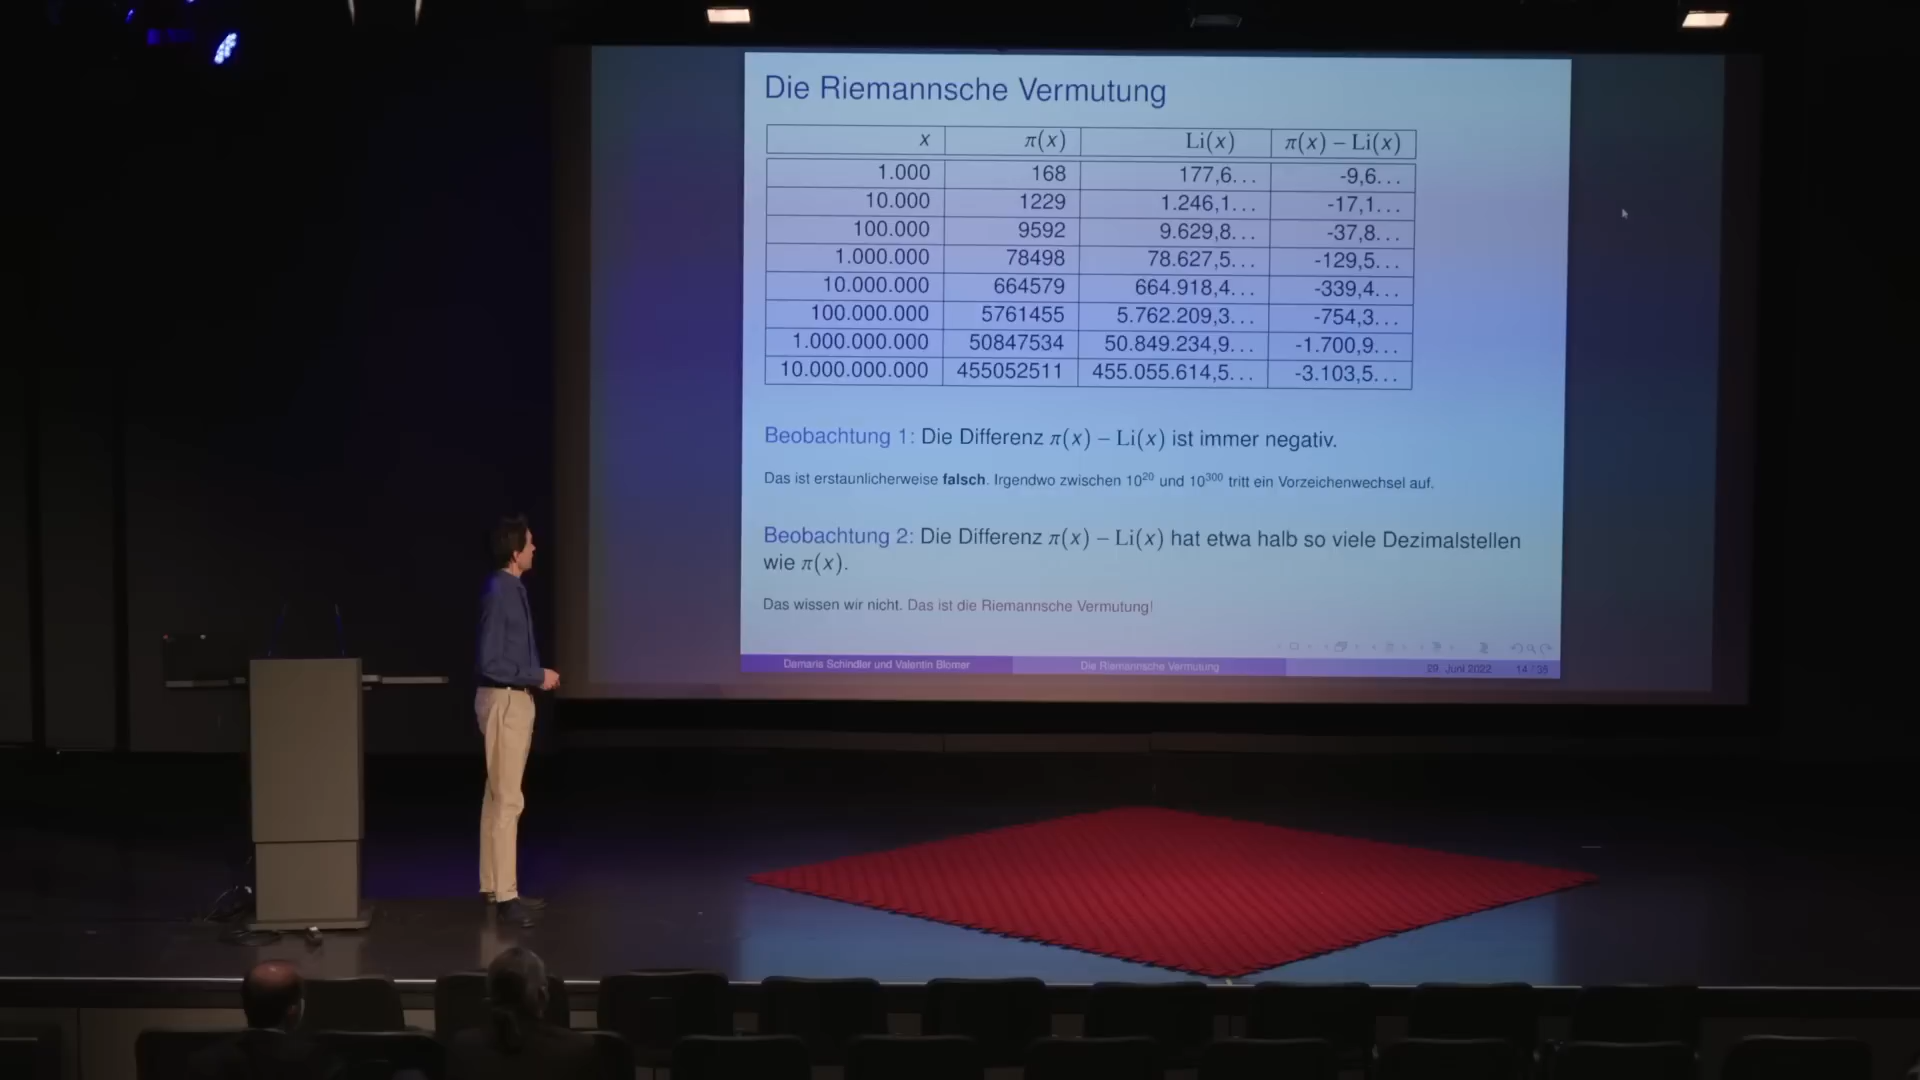 Die Riemannsche Vermutung
x π(x) Li(x) π(x) – Li(x)
1.000 168 177,6... -9,6...
10.000 1229 1.246,1... -17,1...
100.000 9592 9.629,8... -37,8...
1.000.000 78498 78.627,5... -129,5...
10.000.000 664579 664.918,4... -339,4...
100.000.000 5761455 5.762.209,3... -754,3...
1.000.000.000 50847534 50.849.234,9... -1.700,9...
10.000.000.000 455052511 455.055.614,5... -3.103,5...
Beobachtung 1: Die Differenz π(x) – Li(x) ist immer negativ.
Das ist erstaunlicherweise falsch. Irgendwo zwischen 10²⁰ und 10³⁰⁰ tritt ein Vorzeichenwechsel auf.
Beobachtung 2: Die Differenz π(x) – Li(x) hat etwa halb so viele Dezimalstellen
wie π(x).
Das wissen wir nicht. Das ist die Riemannsche Vermutung!
Damaris Schindler und Valentin Blomer Die Riemannsche Vermutung 29. Juni 2022 14 / 35